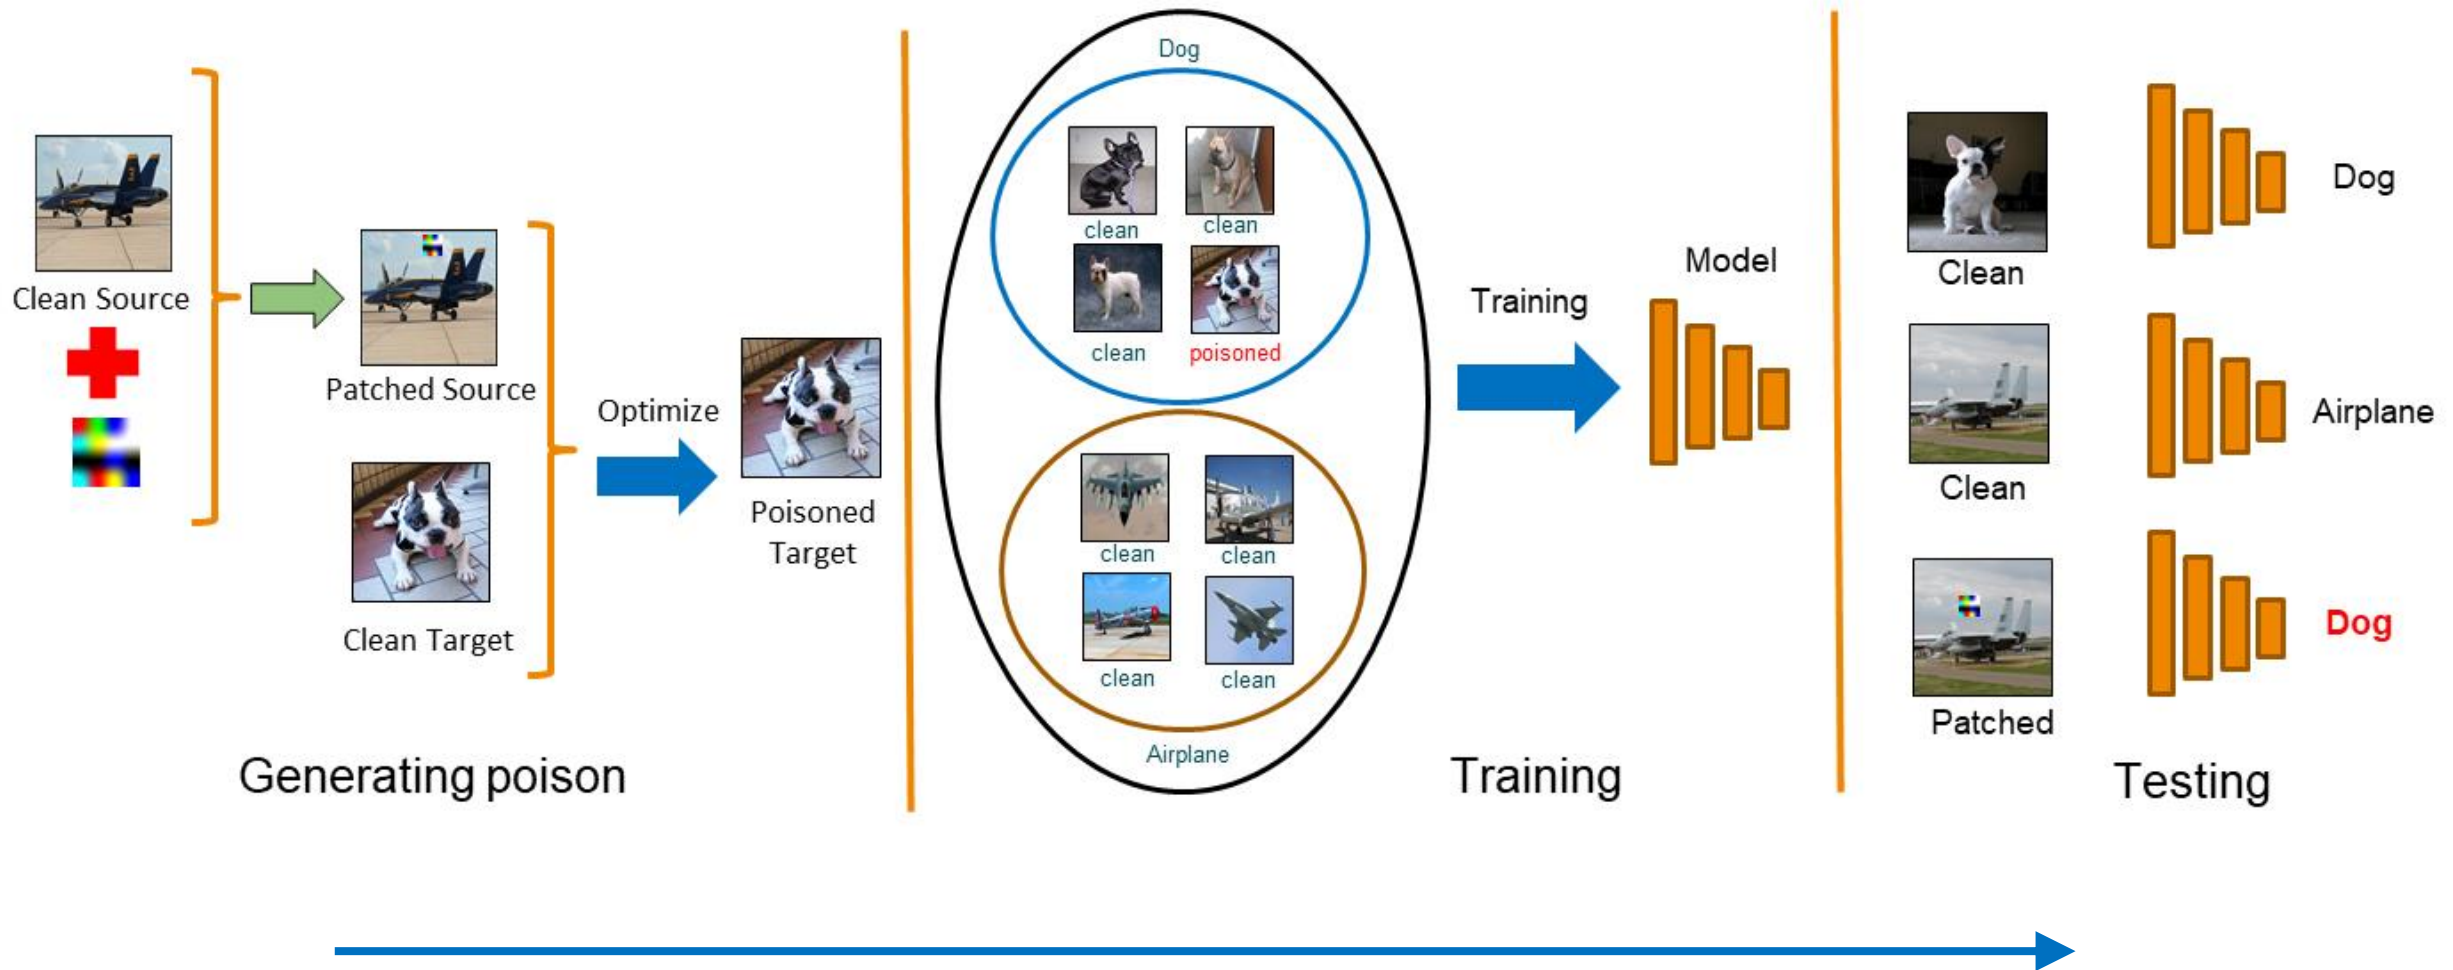 Clean Source
Patched Source
Clean Target
Optimize
Poisoned
Target
Generating poison
Dog
clean
clean
clean
poisoned
clean
clean
clean
clean
Airplane
Training
Model
Training
Clean
Dog
Clean
Airplane
Patched
Dog
Testing